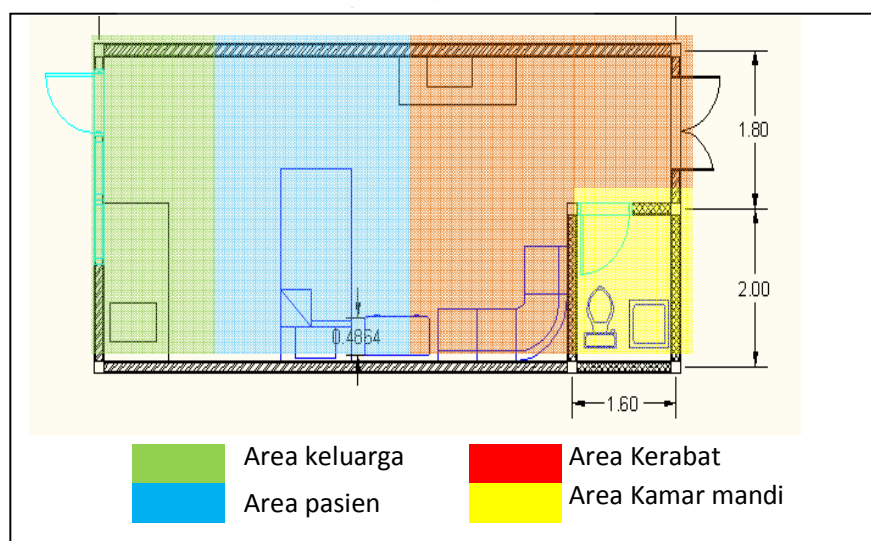 1.80
2.00
0.4864
1.60
Area keluarga
Area Kerabat
Area pasien
Area Kamar mandi